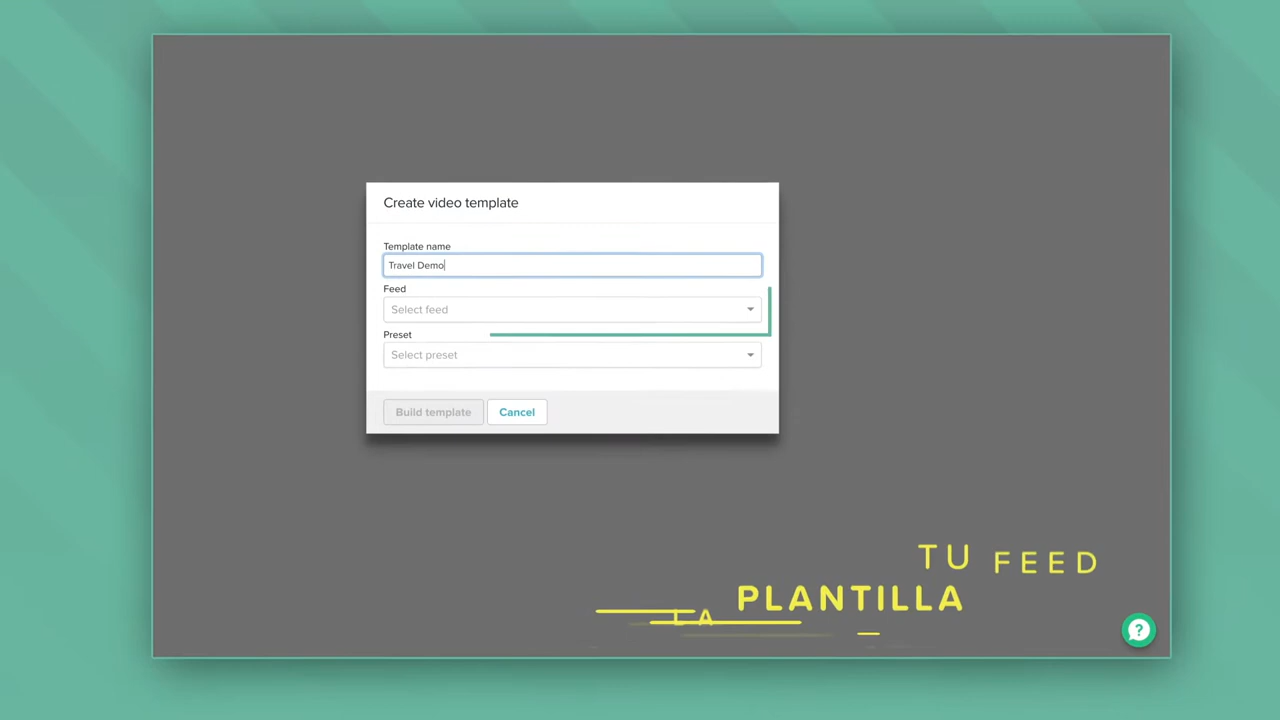 Create video template
Template name
Travel Demo
Feed
Select feed
Preset
Select preset
Build template
Cancel
TU FEED
LA PLANTILLA
?